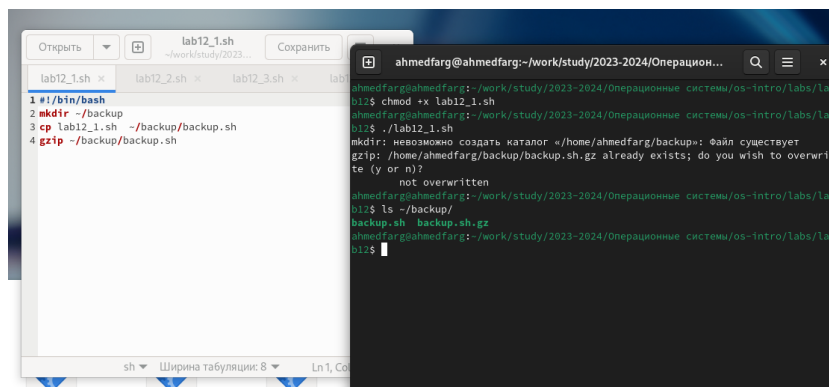 Открыть
lab12_1.sh
~/work/study/2023...
Сохранить
lab12_1.sh ×
lab12_2.sh ×
lab12_3.sh ×
lab1
1 #!/bin/bash
2 mkdir ~/backup
3 cp lab12_1.sh  ~/backup/backup.sh
4 gzip ~/backup/backup.sh
sh
Ширина табуляции: 8
Ln 1, Col
ahmedfarg@ahmedfarg:~/work/study/2023-2024/Операцион...
ahmedfarg@ahmedfarg:~/work/study/2023-2024/Операционные системы/os-intro/labs/la
b12$ chmod +x lab12_1.sh
ahmedfarg@ahmedfarg:~/work/study/2023-2024/Операционные системы/os-intro/labs/la
b12$ ./lab12_1.sh
mkdir: невозможно создать каталог «/home/ahmedfarg/backup»: Файл существует
gzip: /home/ahmedfarg/backup/backup.sh.gz already exists; do you wish to overwri
te (y or n)?
not overwritten
ahmedfarg@ahmedfarg:~/work/study/2023-2024/Операционные системы/os-intro/labs/la
b12$ ls ~/backup/
backup.sh  backup.sh.gz
ahmedfarg@ahmedfarg:~/work/study/2023-2024/Операционные системы/os-intro/labs/la
b12$